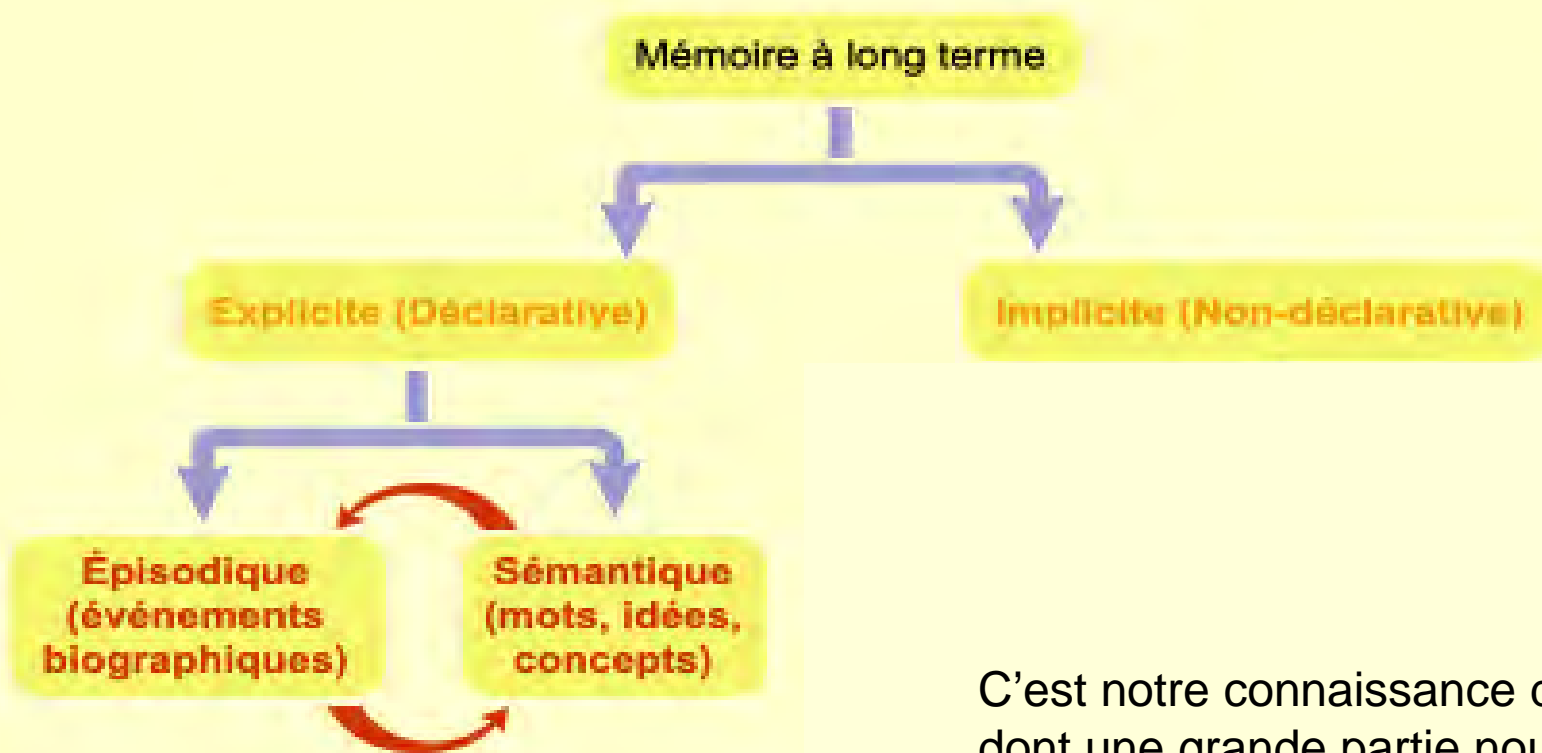 Mémoire à long terme
Explicite (Déclarative)
Implicite (Non-déclarative)
Épisodique
(événements
biographiques)
Sémantique
(mots, idées,
concepts)
C’est notre connaissance
dont une grande partie